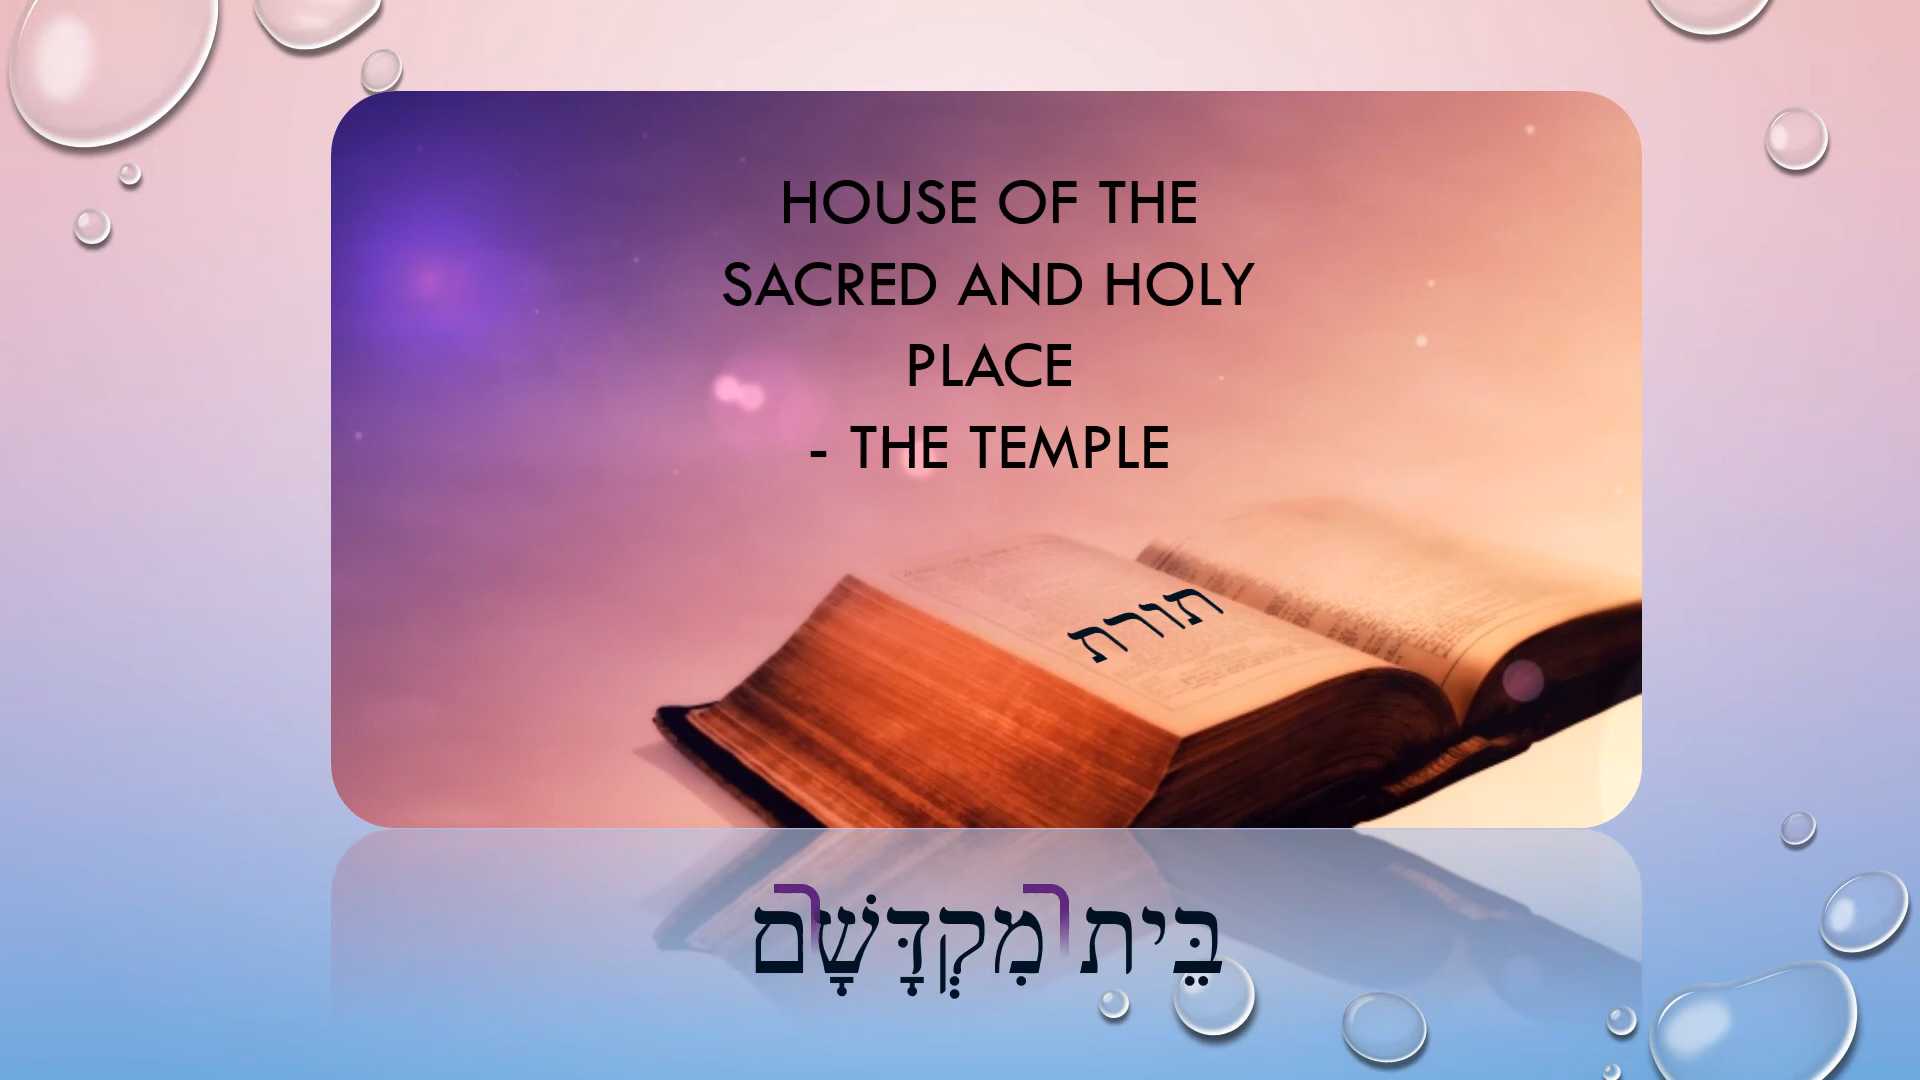 HOUSE OF THE
SACRED AND HOLY
PLACE
- THE TEMPLE
תורת
בֵּית מִקְדָּשָׁם